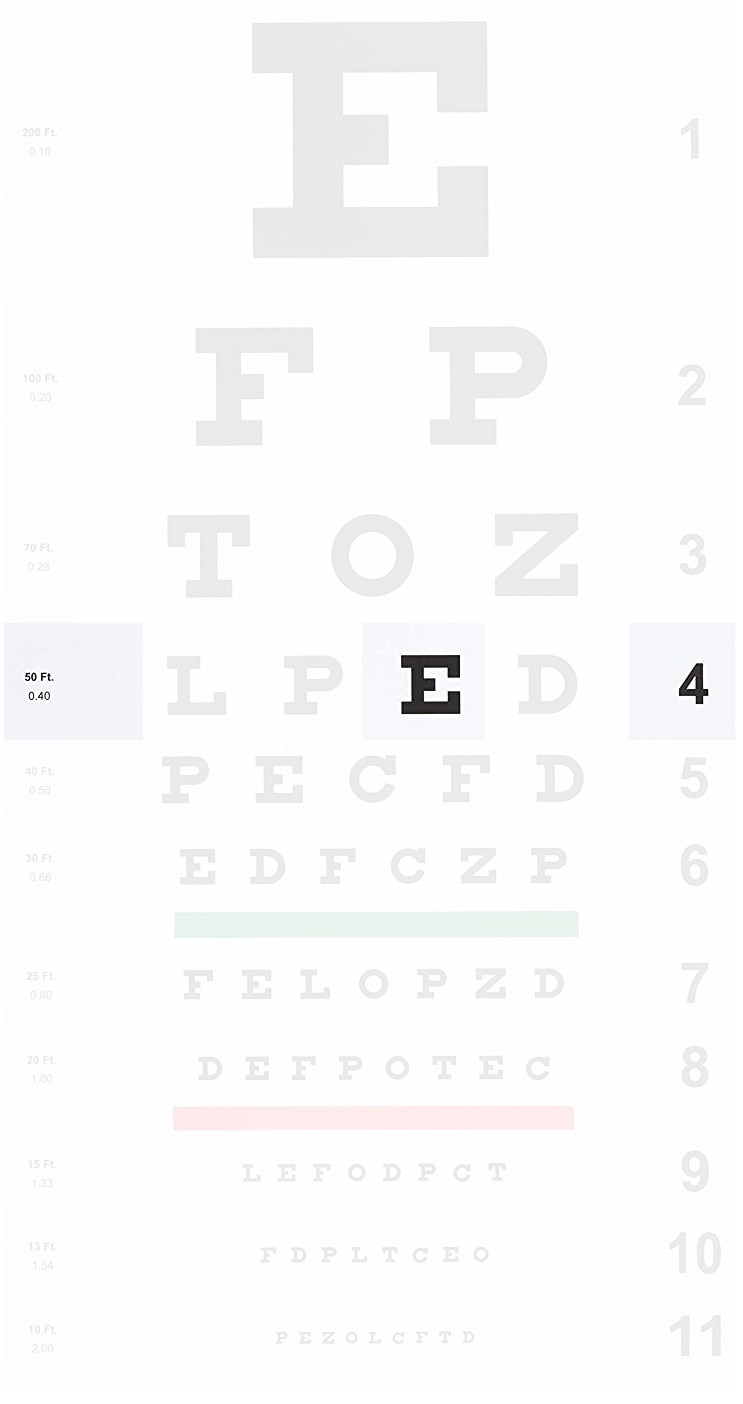 E
200 Ft.
0.10
1
F P
100 Ft.
0.20
2
T O Z
70 Ft.
0.28
3
L P E D
50 Ft.
0.40
4
P E C F D
40 Ft.
0.50
5
E D F C Z P
30 Ft.
0.66
6
F E L O P Z D
25 Ft.
0.80
7
D E F P O T E C
20 Ft.
1.00
8
L E F O D P C T
15 Ft.
1.33
9
F D P L T C E O
13 Ft.
1.54
10
P E Z O L C F T D
10 Ft.
2.00
11